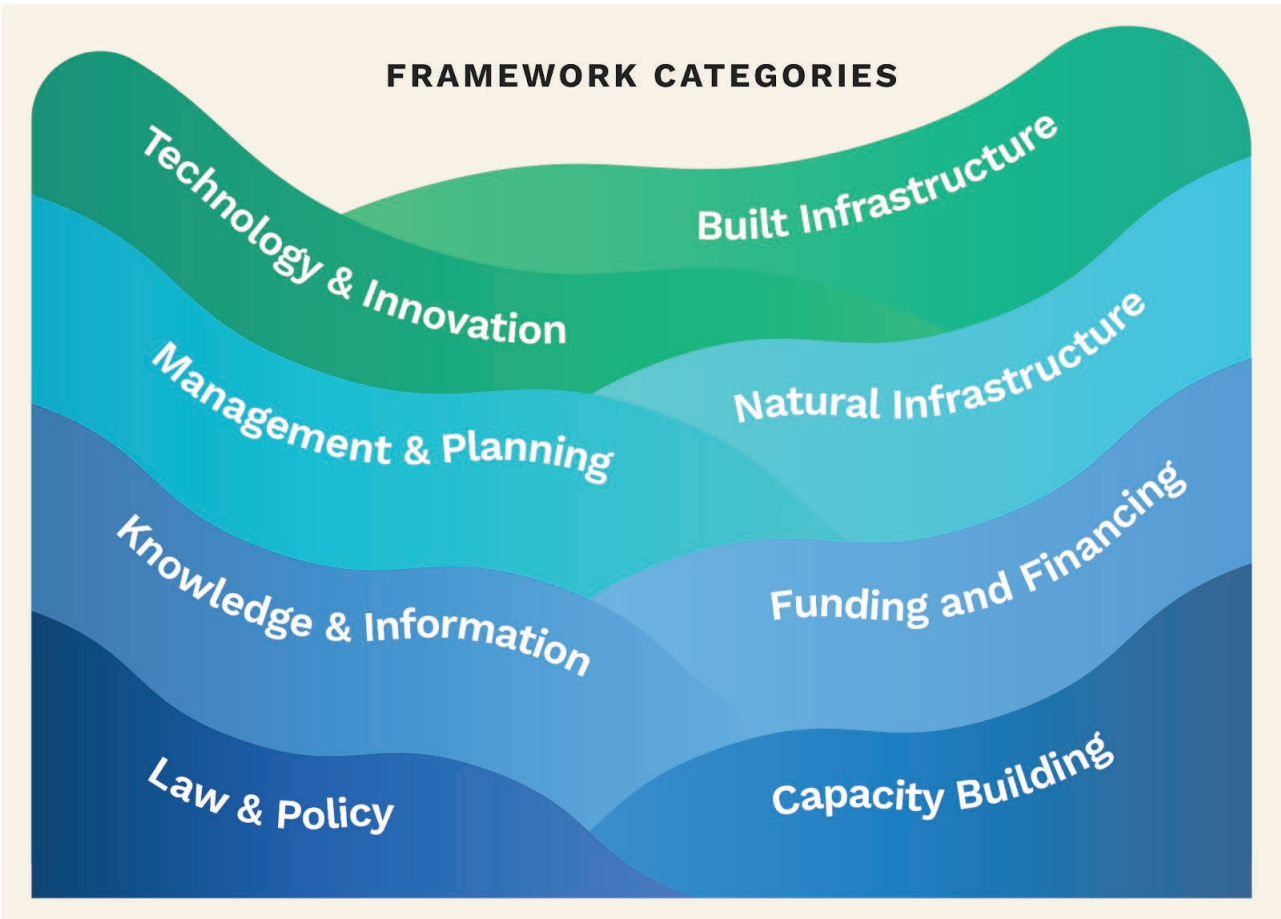 FRAMEWORK CATEGORIES
Technology & Innovation
Built Infrastructure
Management & Planning
Natural Infrastructure
Knowledge & Information
Funding and Financing
Law & Policy
Capacity Building